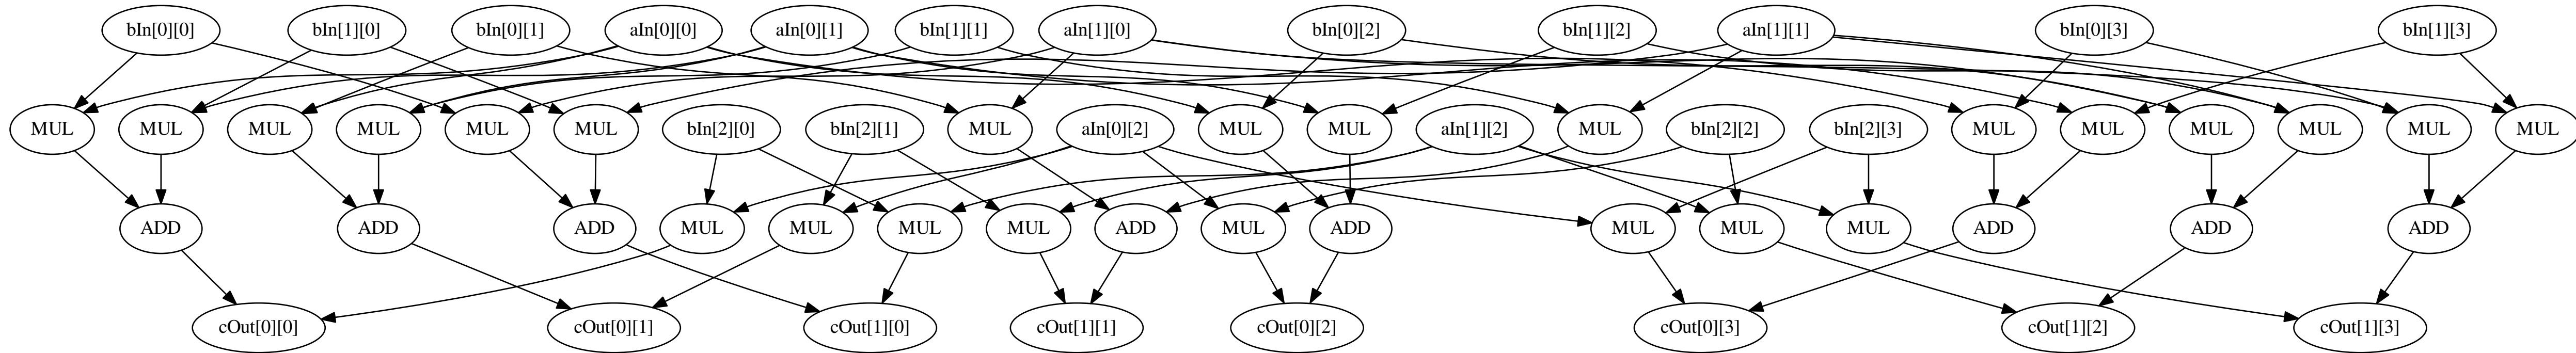 bIn[0][0]
bIn[1][0]
bIn[0][1]
aIn[0][0]
aIn[0][1]
bIn[1][1]
aIn[1][0]
bIn[0][2]
bIn[1][2]
aIn[1][1]
bIn[0][3]
bIn[1][3]
MUL
MUL
MUL
MUL
MUL
MUL
bIn[2][0]
bIn[2][1]
MUL
aIn[0][2]
MUL
MUL
aIn[1][2]
MUL
bIn[2][2]
bIn[2][3]
MUL
MUL
MUL
MUL
MUL
MUL
ADD
ADD
ADD
MUL
MUL
MUL
MUL
ADD
MUL
ADD
MUL
MUL
MUL
ADD
ADD
ADD
cOut[0][0]
cOut[0][1]
cOut[1][0]
cOut[1][1]
cOut[0][2]
cOut[0][3]
cOut[1][2]
cOut[1][3]